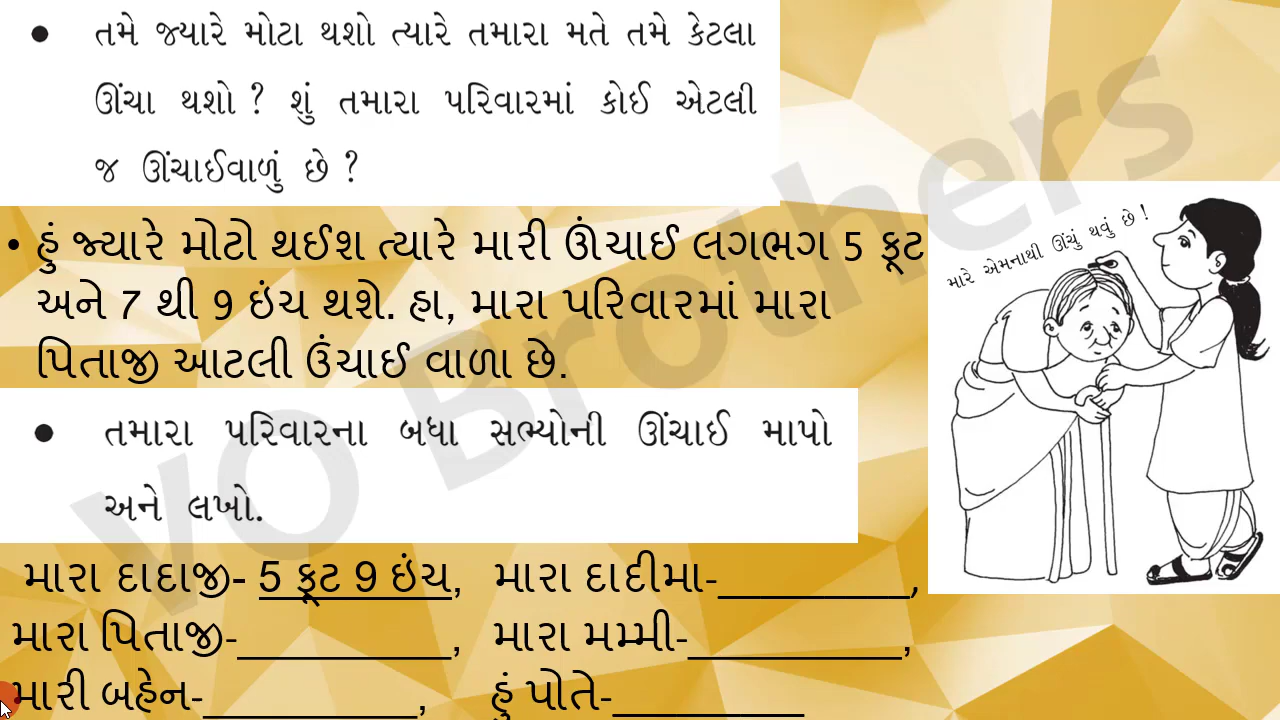 ● તમે જ્યારે મોટા થશો ત્યારે તમારા મતે તમે કેટલા
ઊંચા થશો ? શું તમારા પરિવારમાં કોઈ એટલી
જ ઊંચાઈવાળું છે ?
• હું જ્યારે મોટો થઈશ ત્યારે મારી ઊંચાઈ લગભગ 5 ફૂટ
અને 7 થી 9 ઇંચ થશે. હા, મારા પરિવારમાં મારા
પિતાજી આટલી ઉંચાઈ વાળા છે.
મારે એમનાથી ઊંચું થવું છે !
● તમારા પરિવારના બધા સભ્યોની ઊંચાઈ માપો
અને લખો.
મારા દાદાજી- 5 ફૂટ 9 ઇંચ, મારા દાદીમા-_________,
મારા પિતાજી-__________, મારા મમ્મી-__________,
મારી બહેન-__________, હું પોતે-_________
VO Brothers